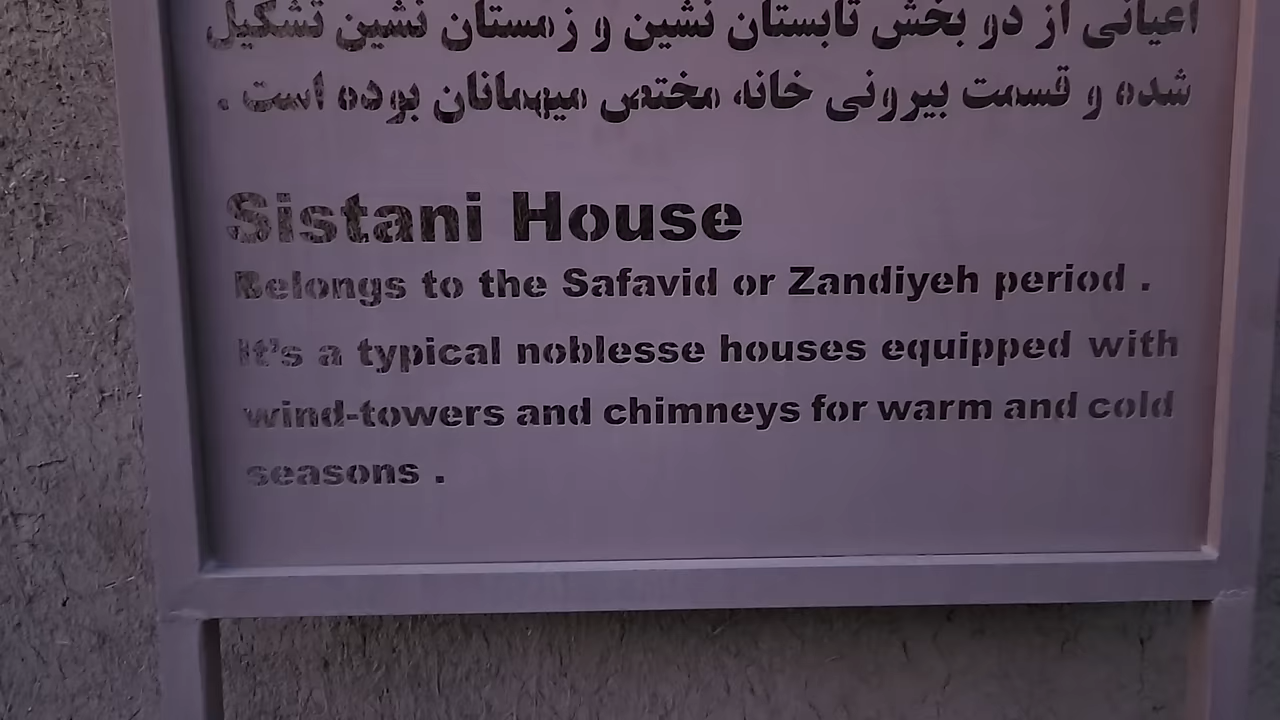 اعیانی از دو بخش تابستان نشین و زمستان نشین تشکیل
شده و قسمت بیرونی خانه مختص میهمانان بوده است .
Sistani House
Belongs to the Safavid or Zandiyeh period .
It's a typical noblesse houses equipped with
wind-towers and chimneys for warm and cold
seasons .